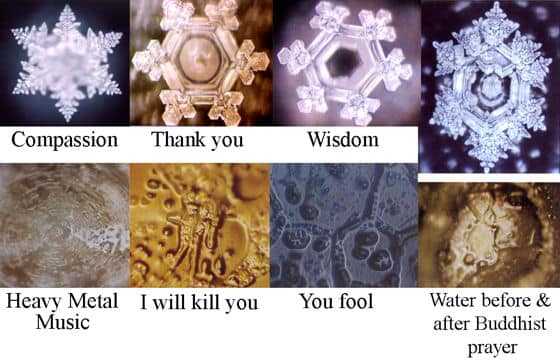 Compassion
Thank you
Wisdom
Heavy Metal
Music
I will kill you
You fool
Water before &
after Buddhist
prayer